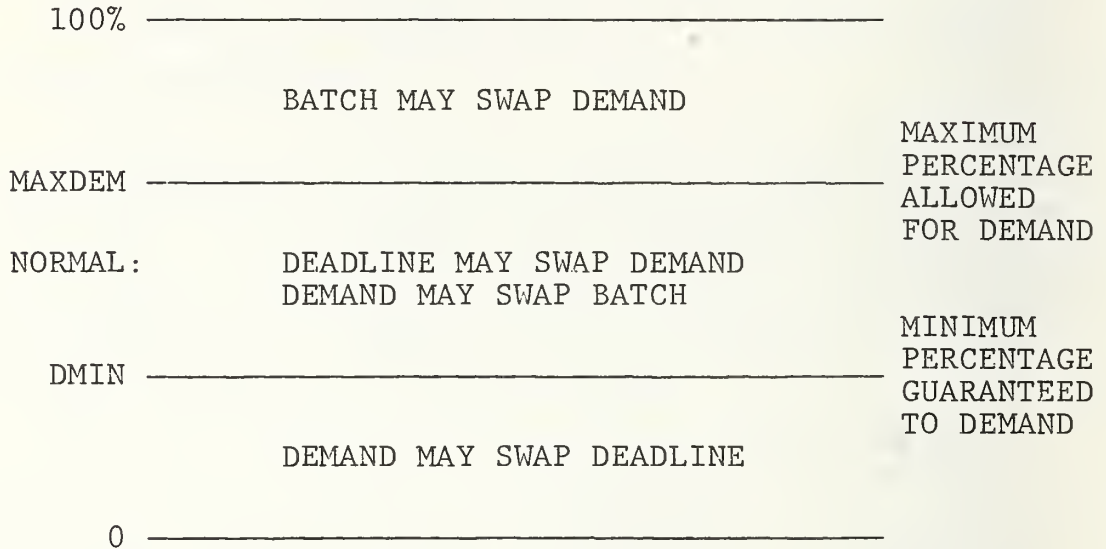 100%
BATCH MAY SWAP DEMAND
MAXDEM
MAXIMUM
PERCENTAGE
ALLOWED
FOR DEMAND
NORMAL: DEADLINE MAY SWAP DEMAND
DEMAND MAY SWAP BATCH
DMIN
MINIMUM
PERCENTAGE
GUARANTEED
TO DEMAND
DEMAND MAY SWAP DEADLINE
0